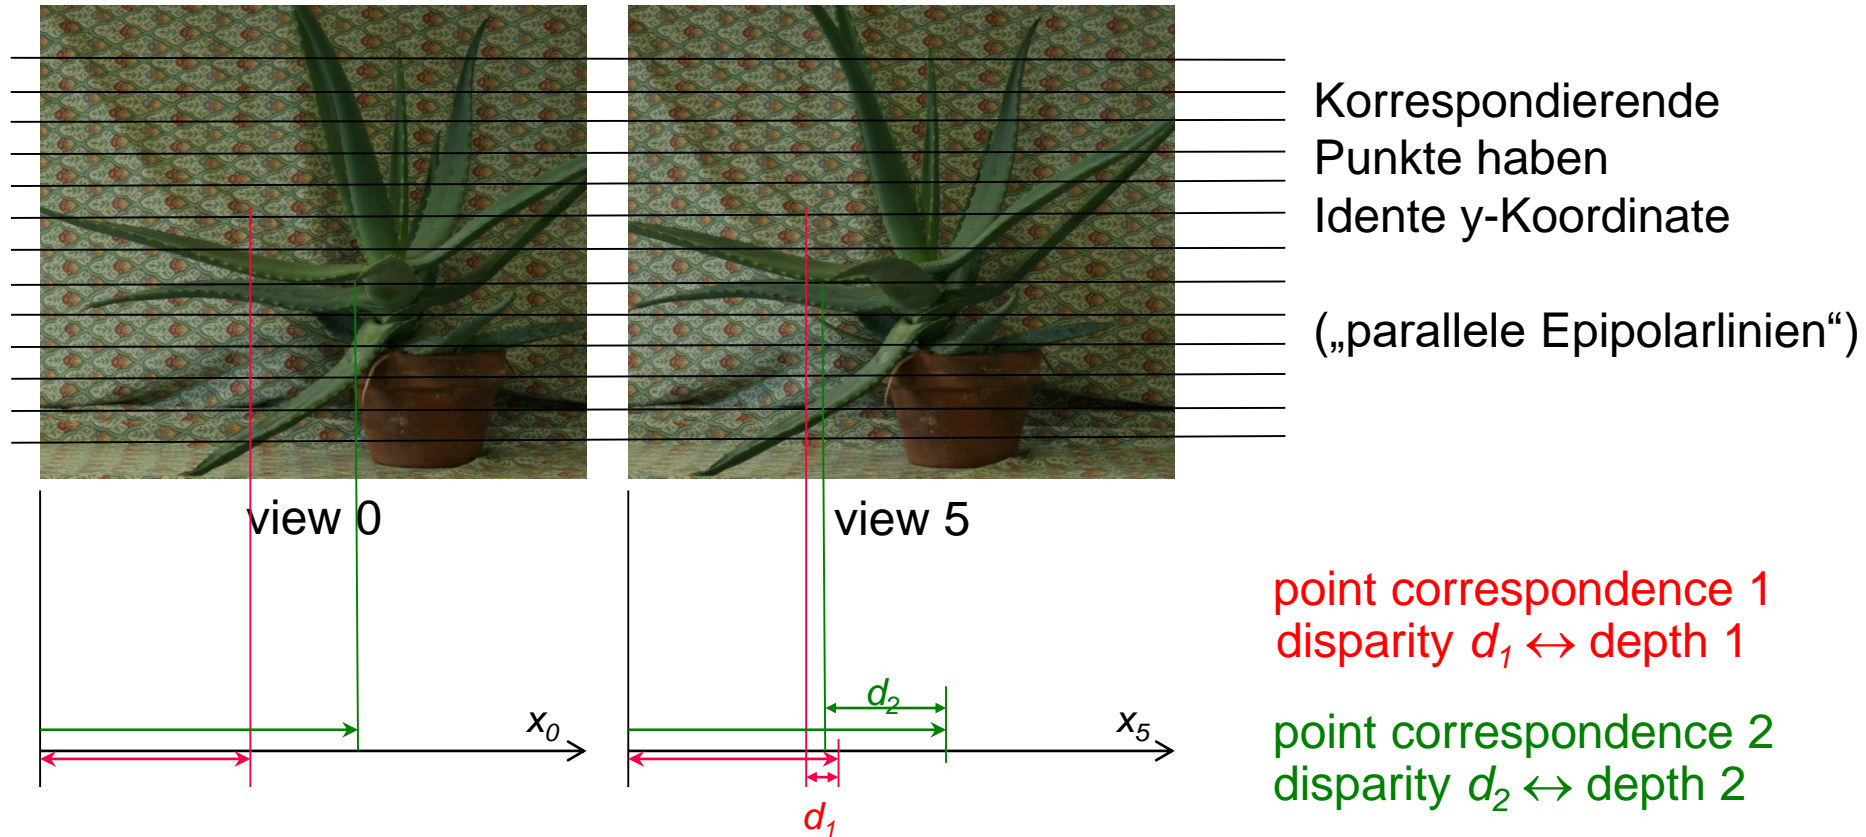 Korrespondierende
Punkte haben
Idente y-Koordinate
(„parallele Epipolarlinien“)
view 0
view 5
point correspondence 1
disparity d1 ↔ depth 1
d2
x0
x5
point correspondence 2
disparity d2 ↔ depth 2
d1